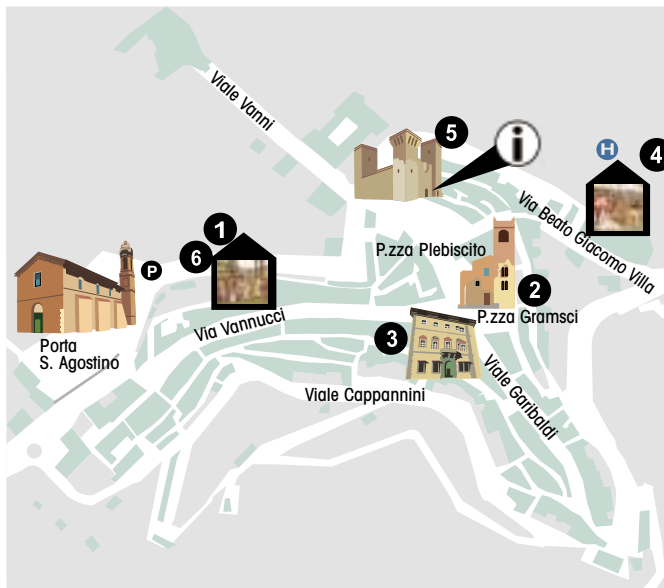 Viale Vanni
5
i
H
4
Via Beato Giacomo Villa
1
6
P.zza Plebiscito
P
2
Via Vannucci
P.zza Gramsci
3
Porta
S. Agostino
Viale Cappannini
Viale Garibaldi